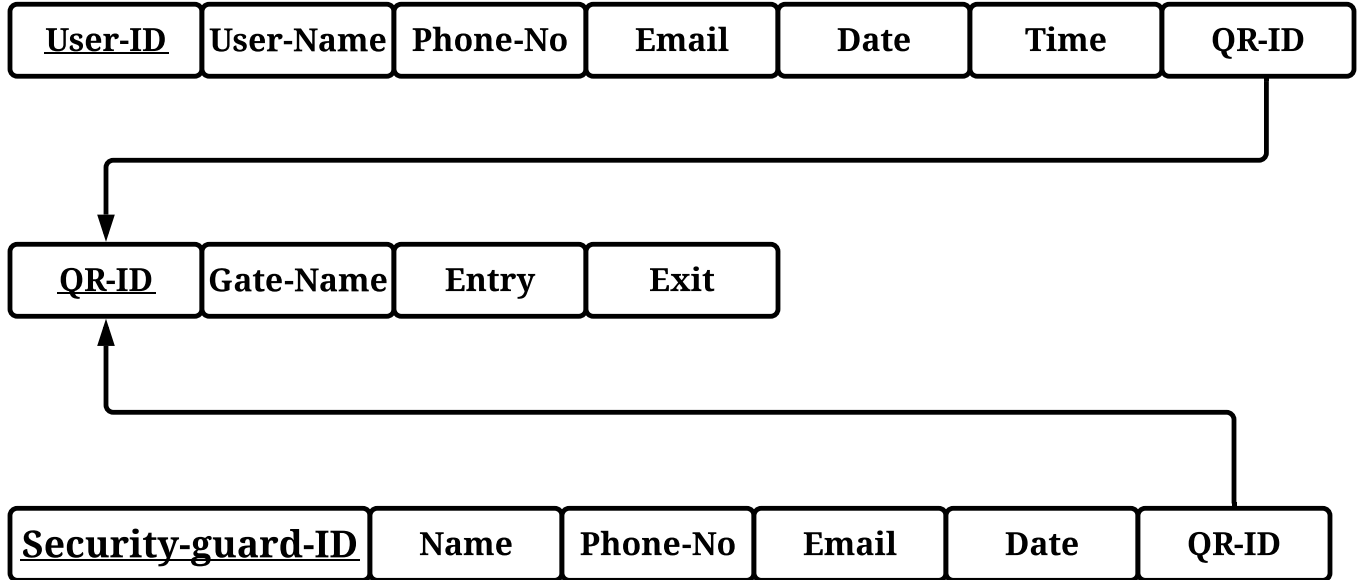 User-ID User-Name Phone-No Email Date Time QR-ID
QR-ID Gate-Name Entry Exit
Security-guard-ID Name Phone-No Email Date QR-ID